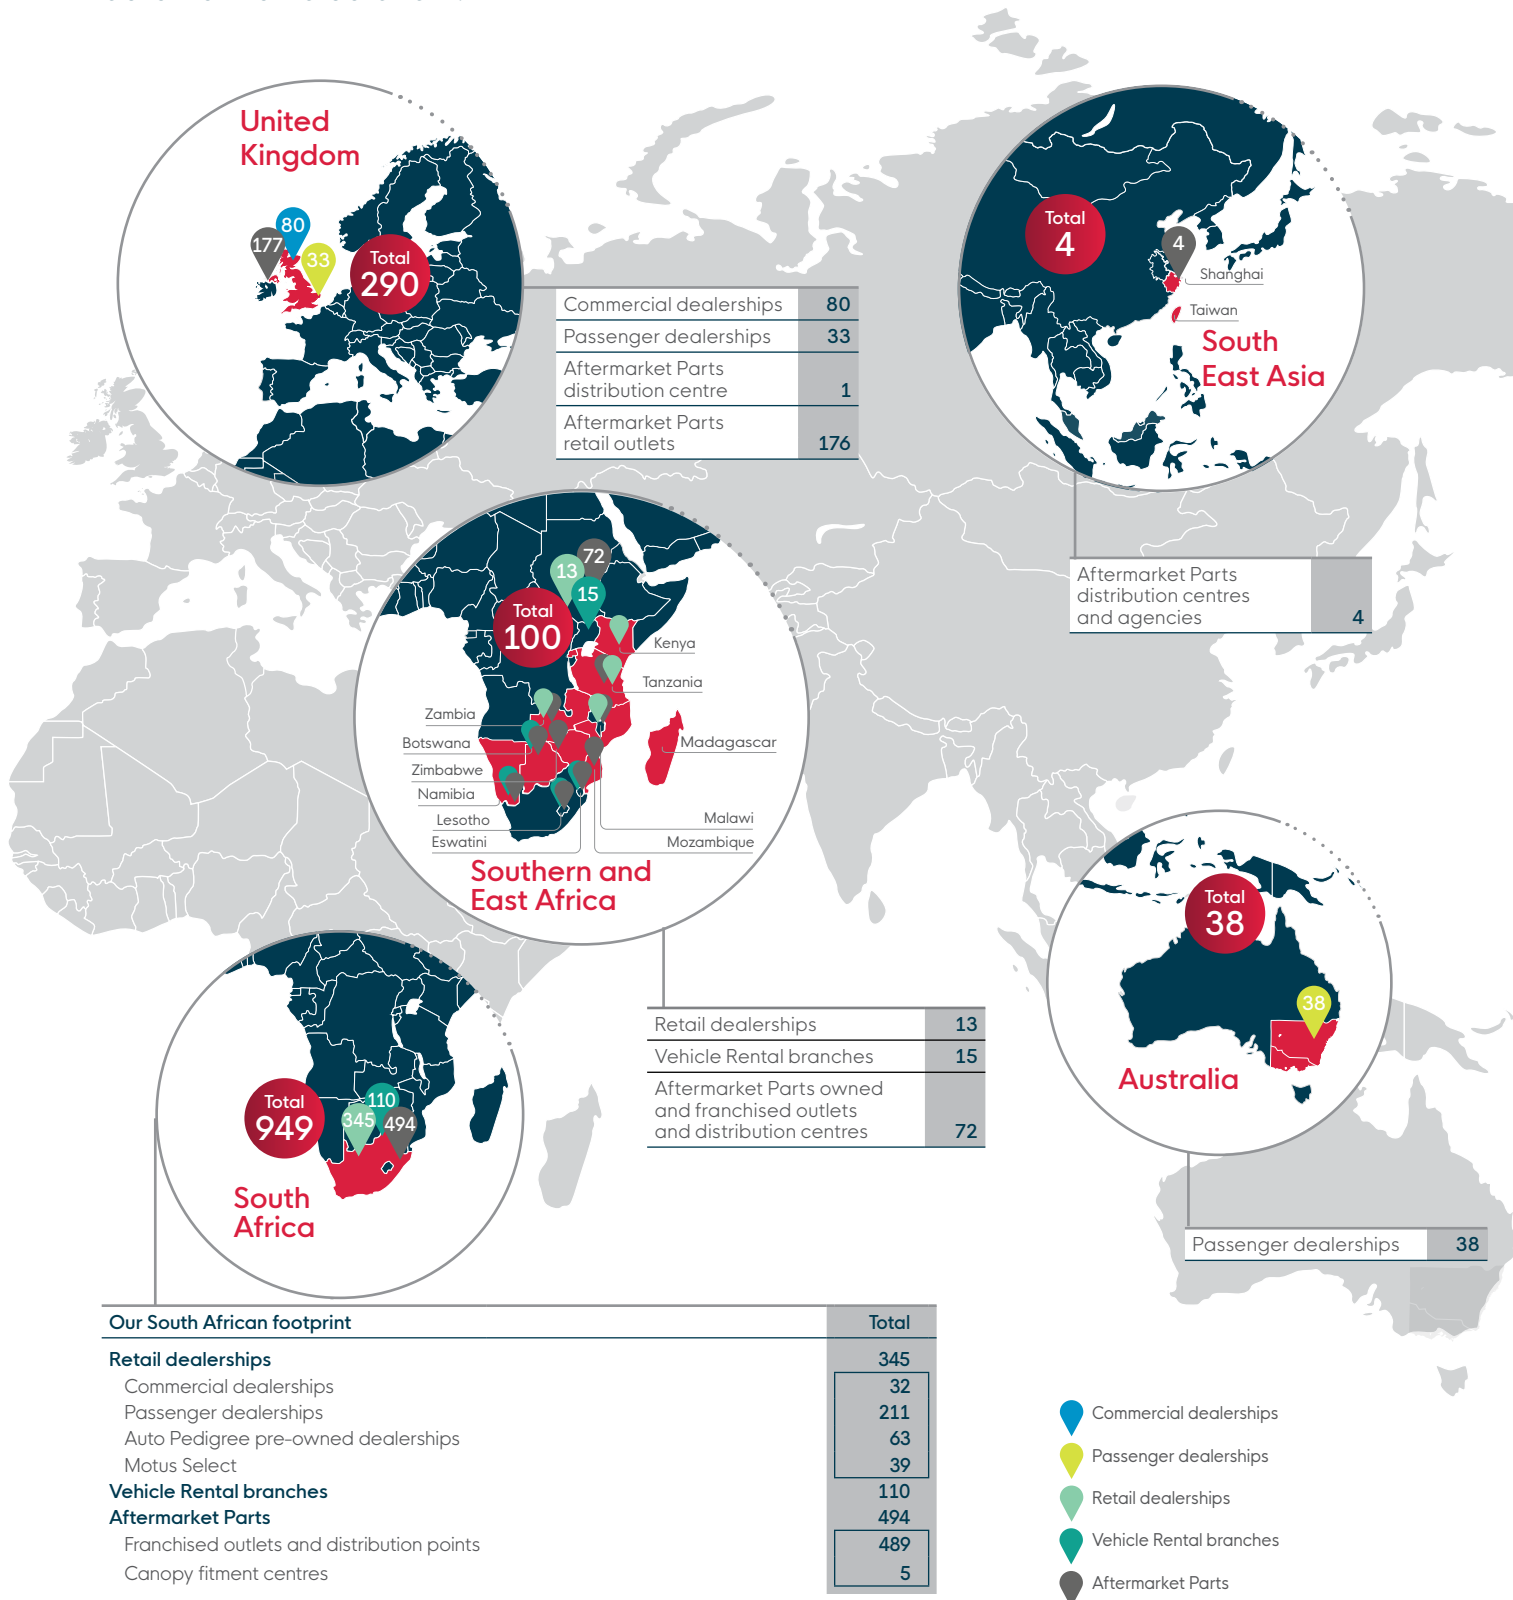 United
Kingdom
80
177
33
Total
290
Commercial dealerships 80
Passenger dealerships 33
Aftermarket Parts
distribution centre 1
Aftermarket Parts
retail outlets 176
Total
4
4
Shanghai
Taiwan
South
East Asia
Aftermarket Parts
distribution centres
and agencies 4
72
13
15
Total
100
Kenya
Tanzania
Zambia
Botswana
Madagascar
Zimbabwe
Namibia
Lesotho
Malawi
Eswatini
Mozambique
Southern and
East Africa
Retail dealerships 13
Vehicle Rental branches 15
Aftermarket Parts owned
and franchised outlets
and distribution centres 72
Total
38
38
Australia
Passenger dealerships 38
Total
949
110
345
494
South
Africa
Our South African footprint Total
Retail dealerships 345
Commercial dealerships 32
Passenger dealerships 211
Auto Pedigree pre-owned dealerships 63
Motus Select 39
Vehicle Rental branches 110
Aftermarket Parts 494
Franchised outlets and distribution points 489
Canopy fitment centres 5
Commercial dealerships
Passenger dealerships
Retail dealerships
Vehicle Rental branches
Aftermarket Parts